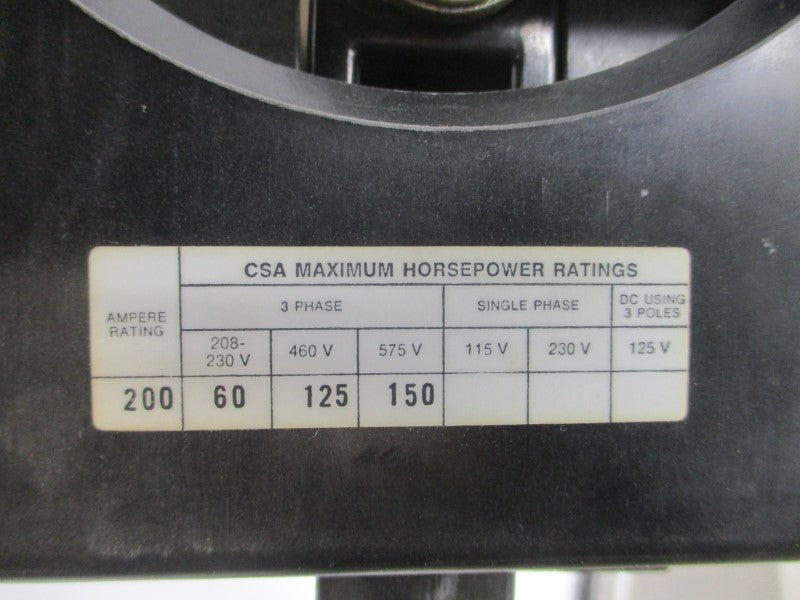 CSA MAXIMUM HORSEPOWER RATINGS
AMPERE
RATING
3 PHASE
SINGLE PHASE
DC USING
3 POLES
208-
230 V
460 V
575 V
115 V
230 V
125 V
200 60 125 150